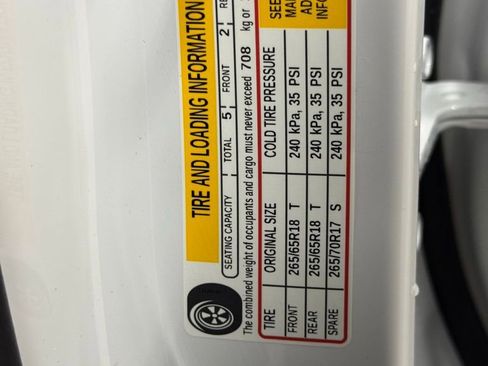 TIRE AND LOADING INFORMATION
SEATING CAPACITY TOTAL 5 FRONT 2
The combined weight of occupants and cargo must never exceed 708 kg or
TIRE ORIGINAL SIZE COLD TIRE PRESSURE SEE
FRONT 265/65R18 T 240 kPa, 35 PSI
REAR 265/65R18 T 240 kPa, 35 PSI
SPARE 265/70R17 S 240 kPa, 35 PSI